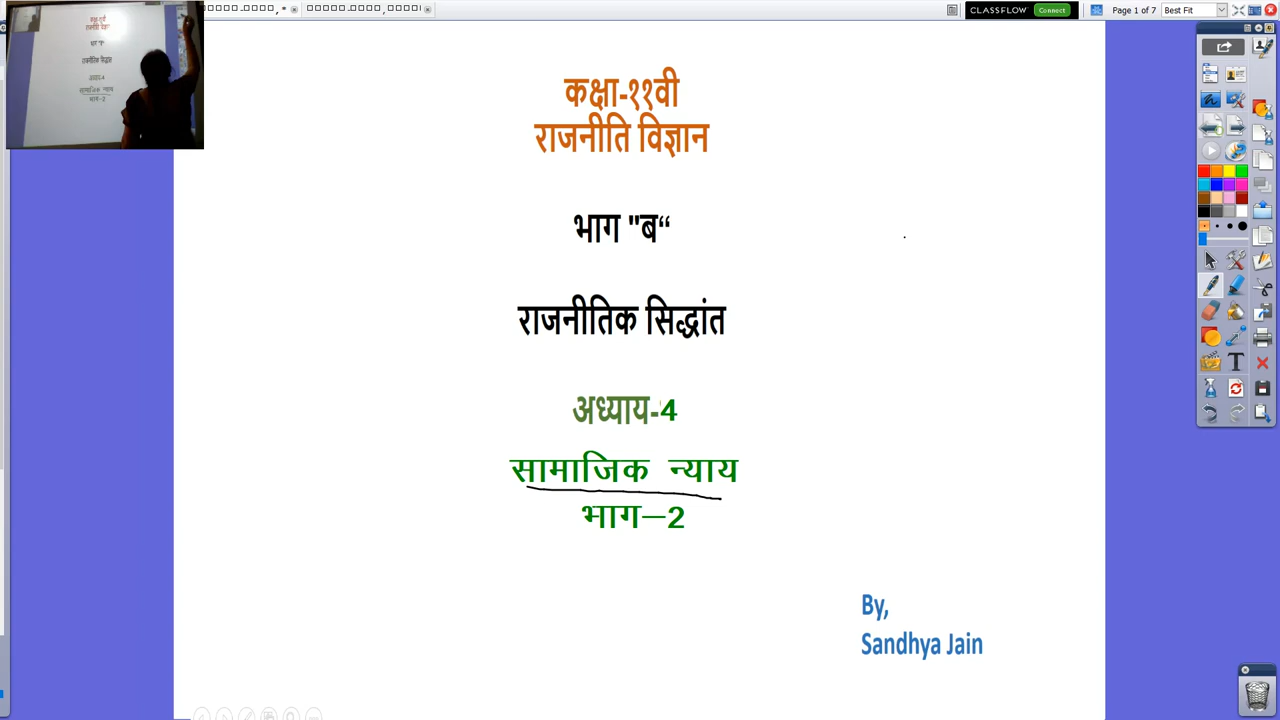 CLASSFLOW Connect
Page 1 of 7
Best Fit
कक्षा-११वी
राजनीति विज्ञान
भाग "ब“
राजनीतिक सिद्धांत
अध्याय-4
सामाजिक न्याय
भाग–2
By,
Sandhya Jain